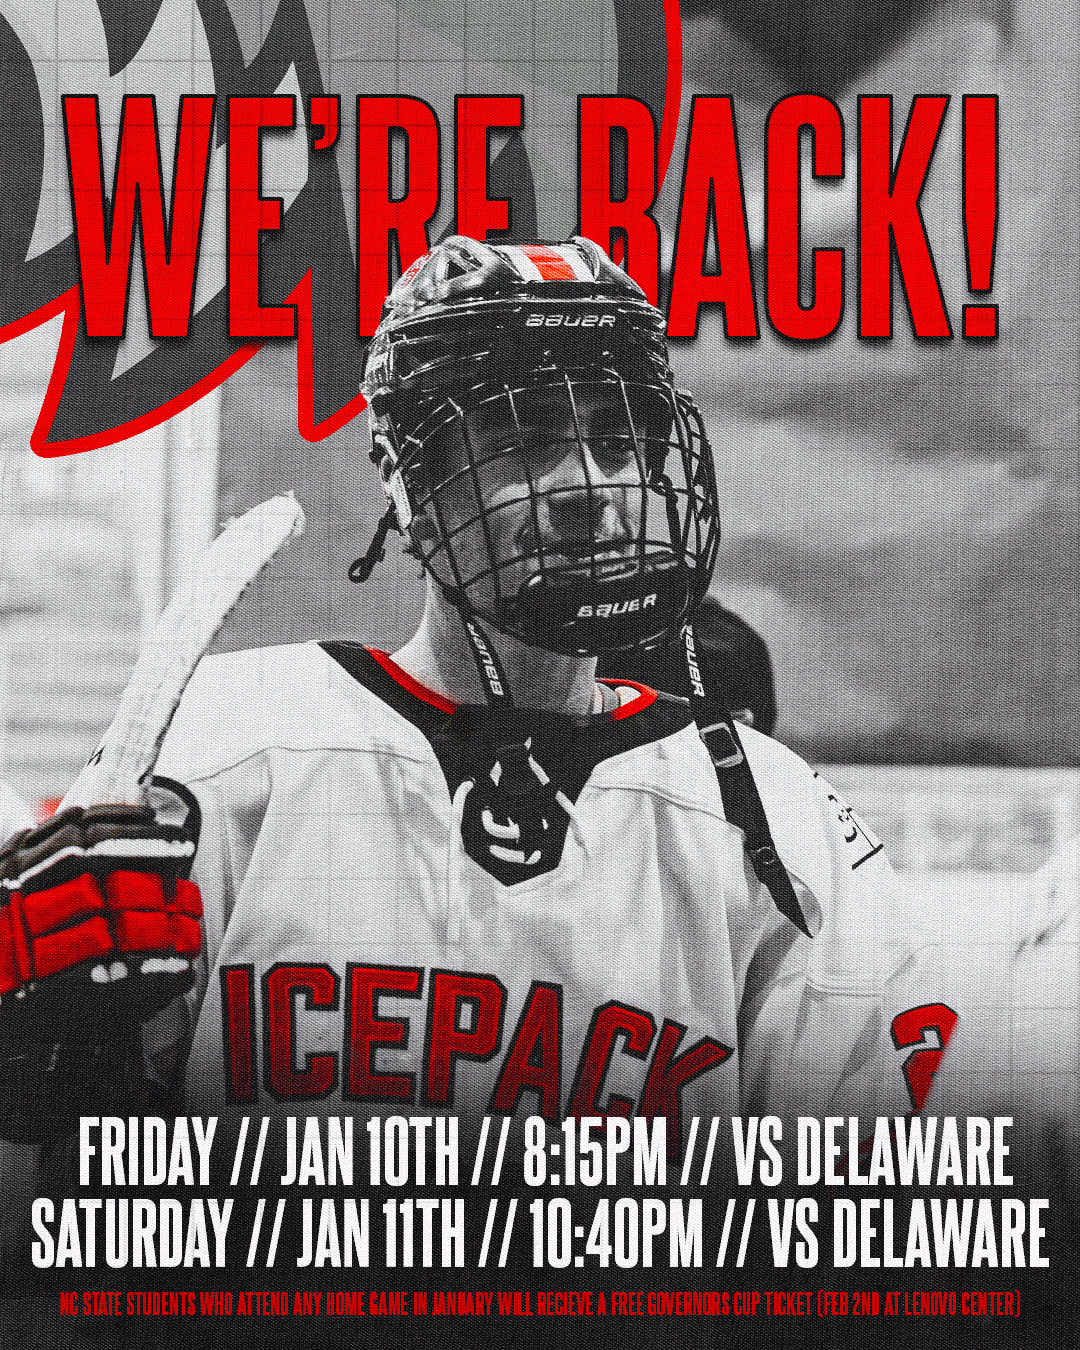 WE'RE BACK!
BAUER
BAUER
BAUER
BAUER
ICEPACK
2
FRIDAY // JAN 10TH // 8:15PM // VS DELAWARE
SATURDAY // JAN 11TH // 10:40PM // VS DELAWARE
NC STATE STUDENTS WHO ATTEND ANY HOME GAME IN JANUARY WILL RECIEVE A FREE GOVERNORS CUP TICKET (FEB 2ND AT LENOVO CENTER)